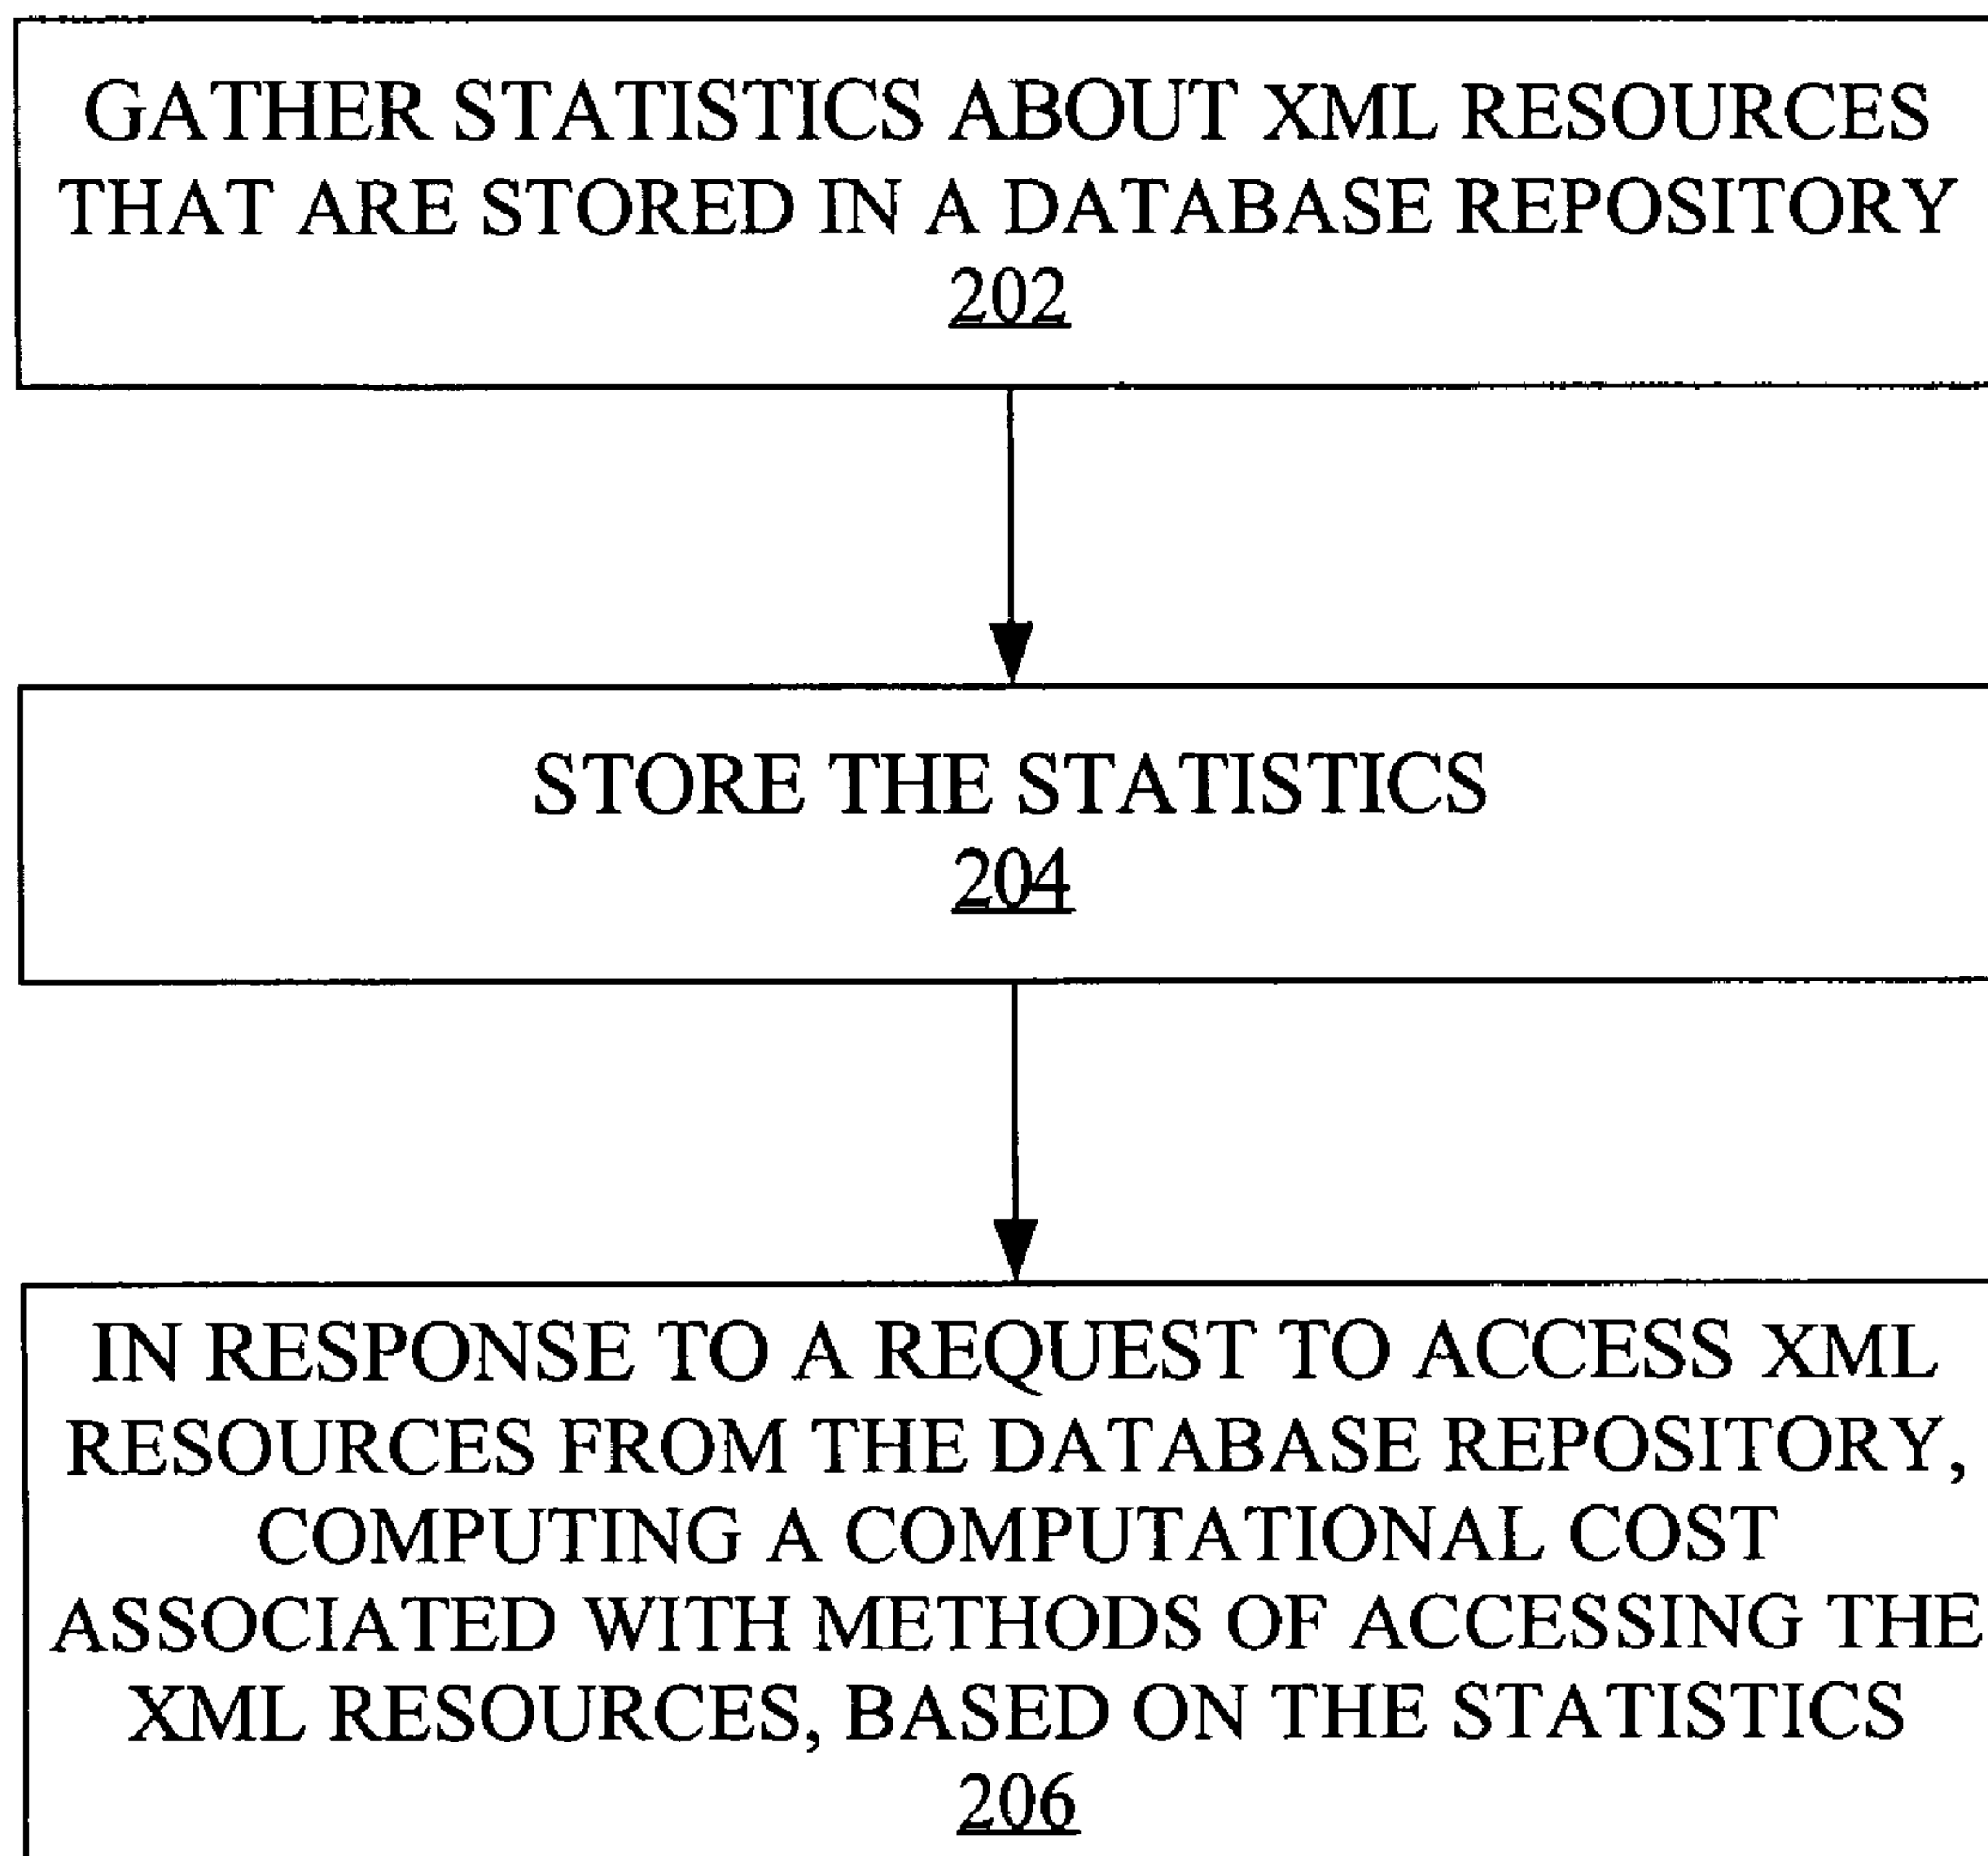 GATHER STATISTICS ABOUT XML RESOURCES
THAT ARE STORED IN A DATABASE REPOSITORY
202
STORE THE STATISTICS
204
IN RESPONSE TO A REQUEST TO ACCESS XML
RESOURCES FROM THE DATABASE REPOSITORY,
COMPUTING A COMPUTATIONAL COST
ASSOCIATED WITH METHODS OF ACCESSING THE
XML RESOURCES, BASED ON THE STATISTICS
206